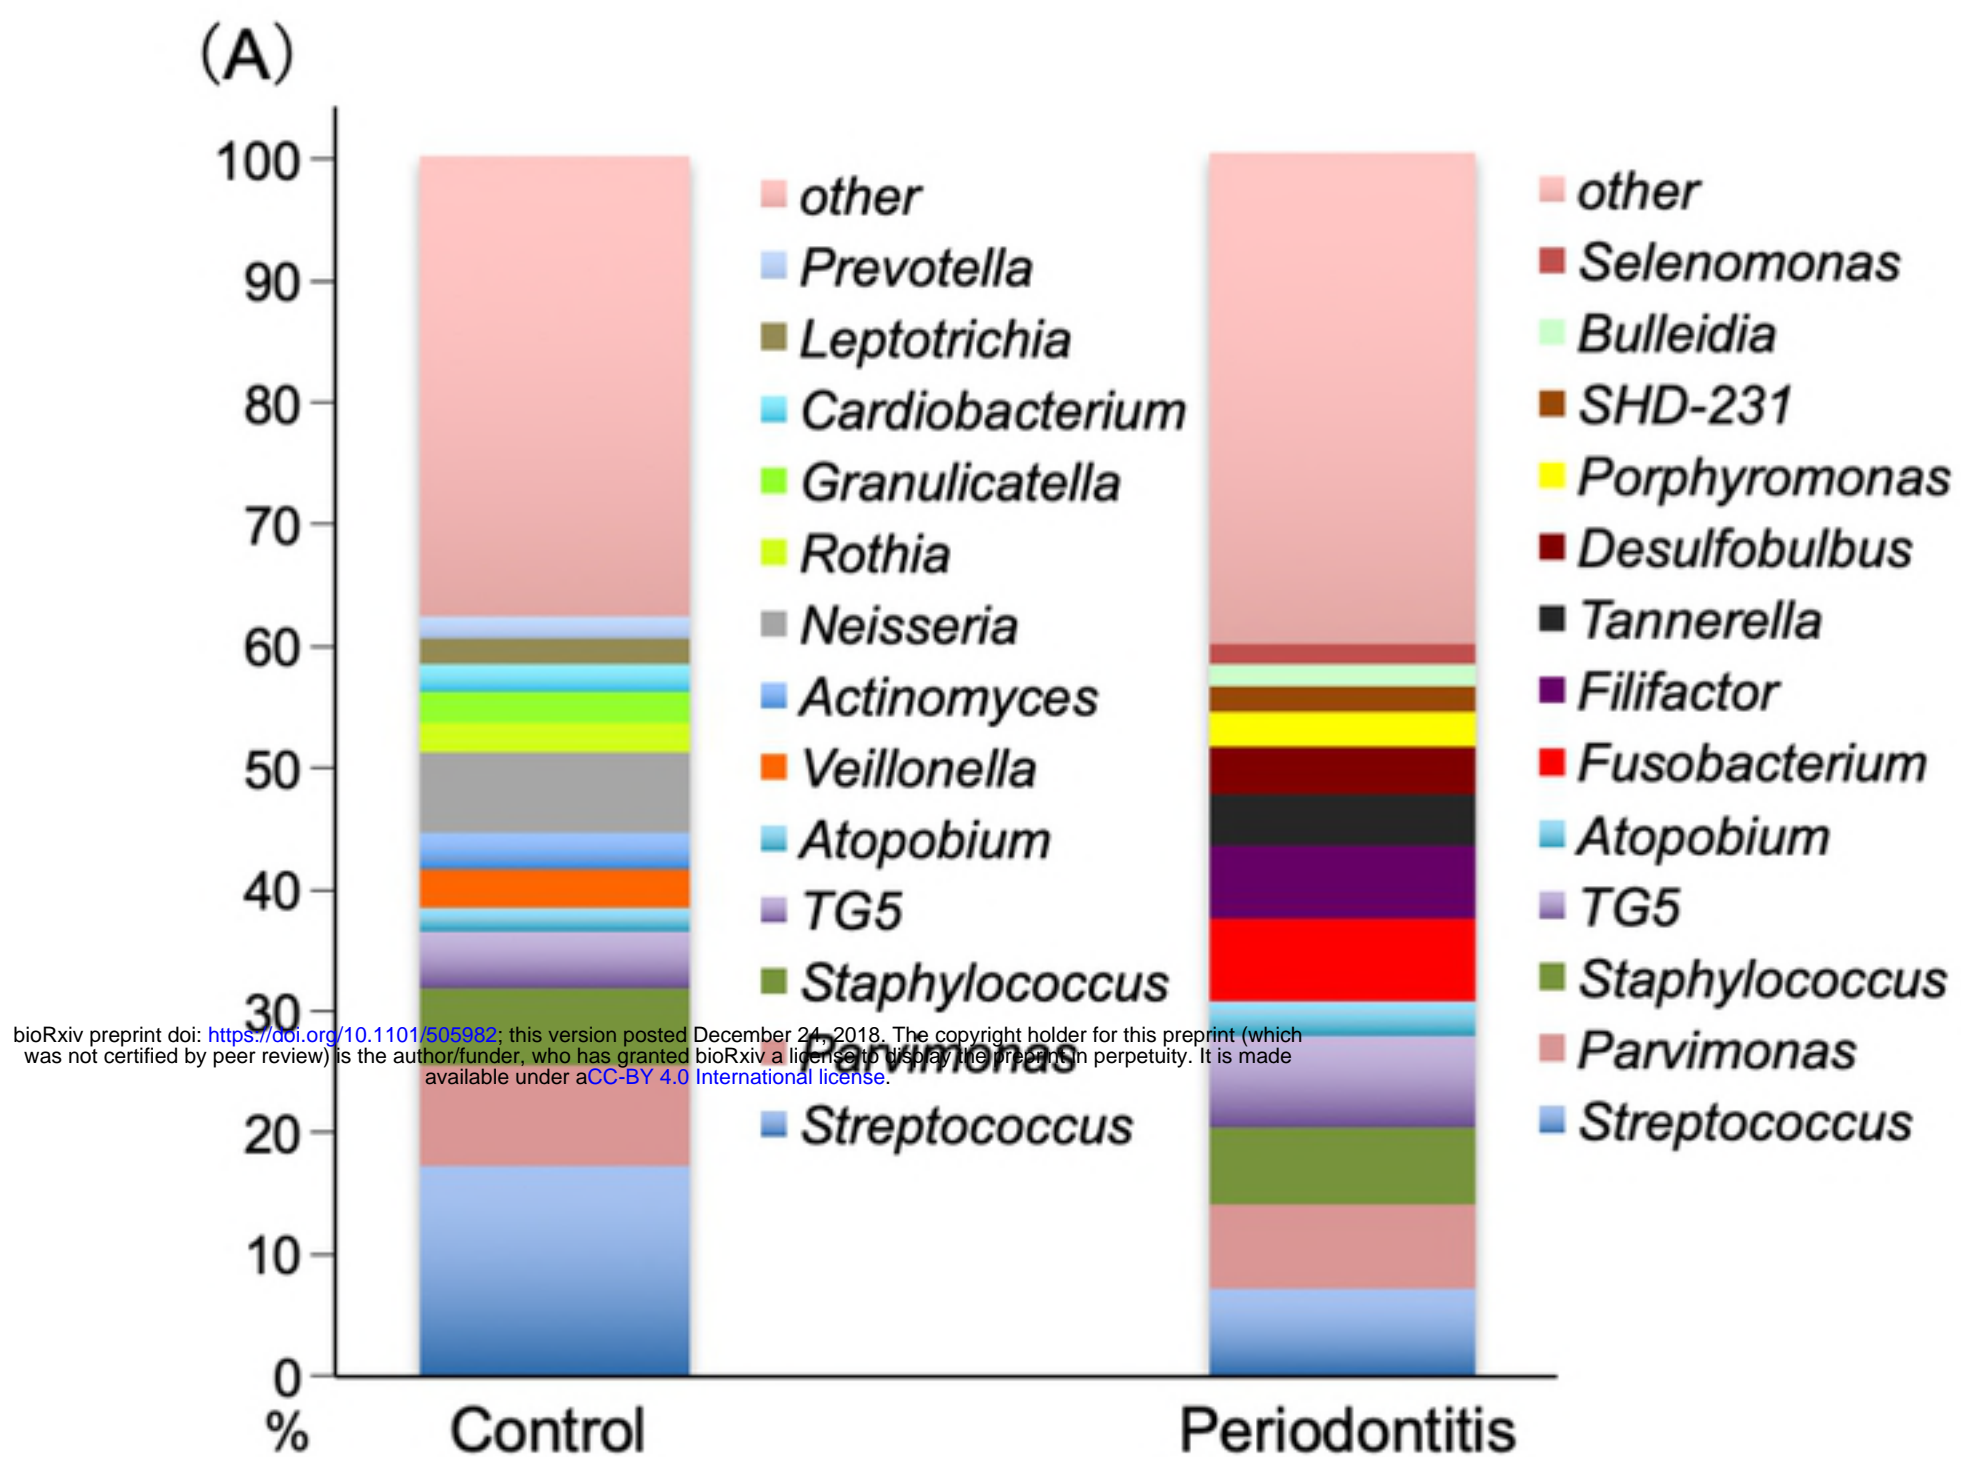 (A)
100
90
80
70
60
50
40
30
20
10
0
%
other
Prevotella
Leptotrichia
Cardiobacterium
Granulicatella
Rothia
Neisseria
Actinomyces
Veillonella
Atopobium
TG5
Staphylococcus
Parvimonas
Streptococcus
other
Selenomonas
Bulleidia
SHD-231
Porphyromonas
Desulfobulbus
Tannerella
Filifactor
Fusobacterium
Atopobium
TG5
Staphylococcus
Parvimonas
Streptococcus
bioRxiv preprint doi: https://doi.org/10.1101/505982; this version posted December 24, 2018. The copyright holder for this preprint (which
was not certified by peer review) is the author/funder, who has granted bioRxiv a license to display the preprint in perpetuity. It is made
available under aCC-BY 4.0 International license.
Control
Periodontitis